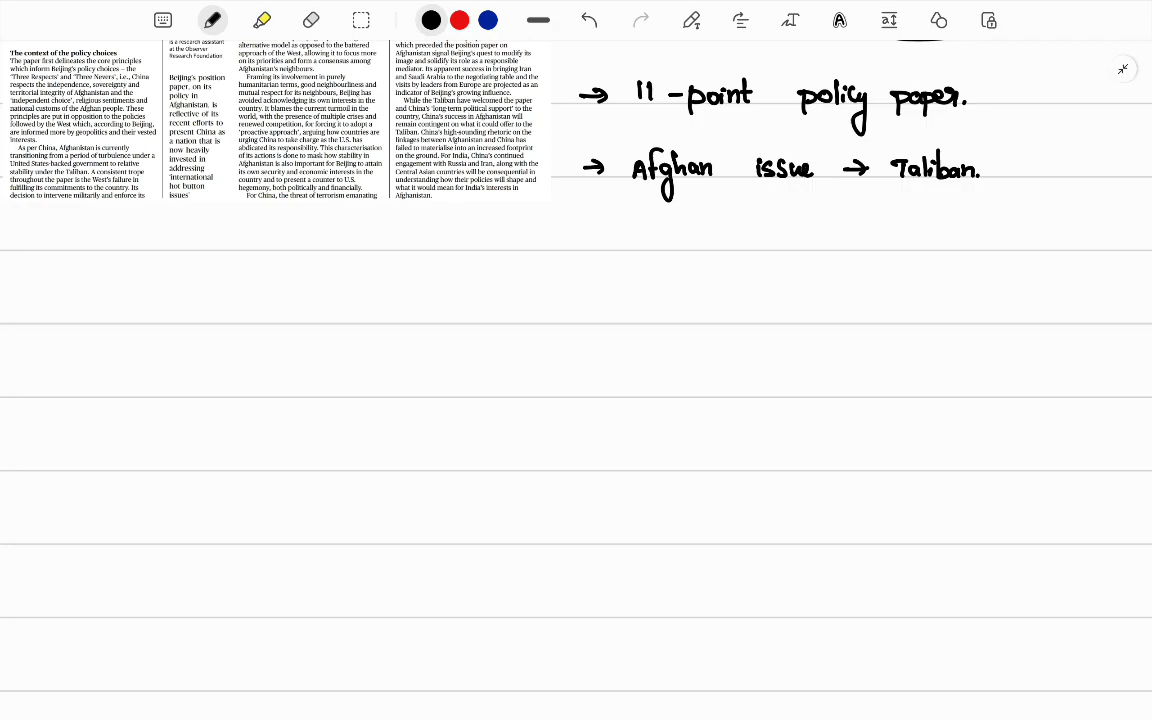 The context of the policy choices
The paper first delineates the core principles
which inform Beijing's policy choices – the
'Three Respects' and 'Three Nevers', i.e., China
respects the independence, sovereignty and
territorial integrity of Afghanistan and the
'independent choice', religious sentiments and
national customs of the Afghan people. These
principles are put in opposition to the policies
followed by the West which, according to Beijing,
are informed more by geopolitics and their vested
interests.
As per China, Afghanistan is currently
transitioning from a period of turbulence under a
United States-backed government to relative
stability under the Taliban. A consistent trope
throughout the paper is the West's failure in
fulfilling its commitments to the country. Its
decision to intervene militarily and enforce its
is a research assistant
at the Observer
Research Foundation
Beijing's position
paper, on its
policy in
Afghanistan, is
reflective of its
recent efforts to
present China as
a nation that is
now heavily
invested in
addressing
'international
hot button
issues'
alternative model as opposed to the battered
approach of the West, allowing it to focus more
on its priorities and form a consensus among
Afghanistan's neighbours.
Framing its involvement in purely
humanitarian terms, good neighbourliness and
mutual respect for its neighbours, Beijing has
avoided acknowledging its own interests in the
country. It blames the current turmoil in the
world, with the presence of multiple crises and
renewed competition, for forcing it to adopt a
'proactive approach', arguing how countries are
urging China to take charge as the U.S. has
abdicated its responsibility. This characterisation
of its actions is done to mask how stability in
Afghanistan is also important for Beijing to attain
its own security and economic interests in the
country and to present a counter to U.S.
hegemony, both politically and financially.
For China, the threat of terrorism emanating
which preceded the position paper on
Afghanistan signal Beijing's quest to modify its
image and solidify its role as a responsible
mediator. Its apparent success in bringing Iran
and Saudi Arabia to the negotiating table and the
visits by leaders from Europe are projected as an
indicator of Beijing's growing influence.
While the Taliban have welcomed the paper
and China's 'long-term political support' to the
country, China's success in Afghanistan will
remain contingent on what it could offer to the
Taliban. China's high-sounding rhetoric on the
linkages between Afghanistan and China has
failed to materialise into an increased footprint
on the ground. For India, China's continued
engagement with Russia and Iran, along with the
Central Asian countries will be consequential in
understanding how their policies will shape and
what it would mean for India's interests in
Afghanistan.
→ 11 - point policy paper.
→ Afghan issue → Taliban.